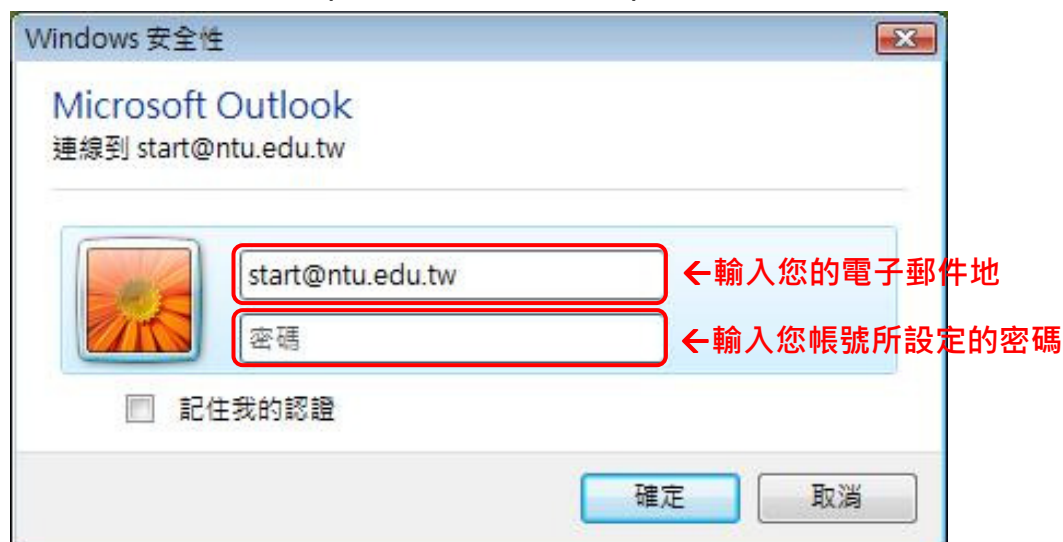 Windows 安全性
Microsoft Outlook
連線到 start@ntu.edu.tw
start@ntu.edu.tw
←輸入您的電子郵件地
密碼
←輸入您帳號所設定的密碼
記住我的認證
確定
取消